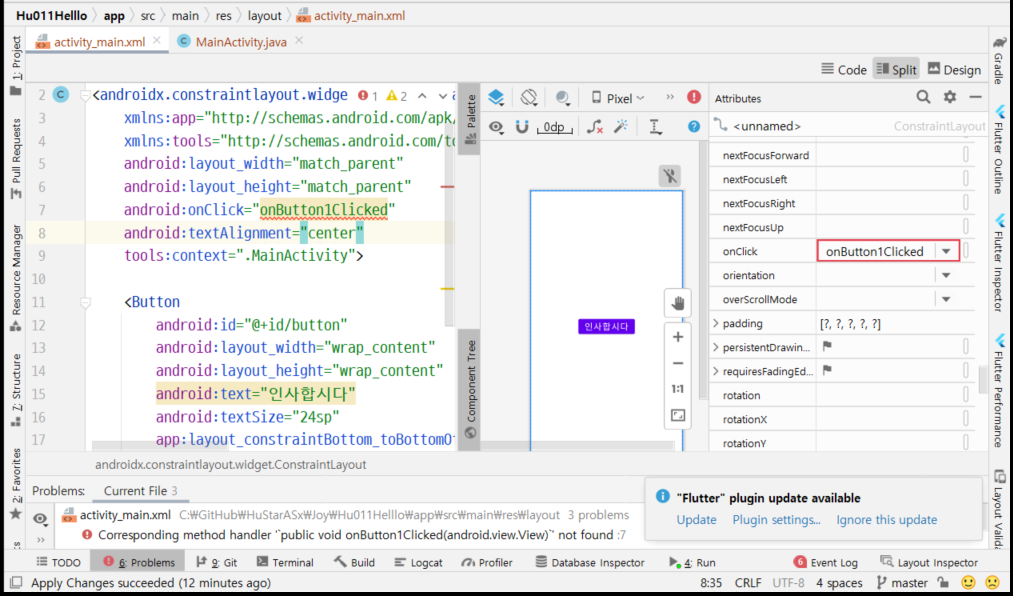 Hu011Helllo app src main res layout activity_main.xml
activity_main.xml MainActivity.java
Code Split Design
2 <androidx.constraintlayout.widge 1 2
3 xmlns:app="http://schemas.android.com/apk/
4 xmlns:tools="http://schemas.android.com/to
5 android:layout_width="match_parent"
6 android:layout_height="match_parent"
7 android:onClick="onButton1Clicked"
8 android:textAlignment="center"
9 tools:context=".MainActivity">
10
11 <Button
12 android:id="@+id/button"
13 android:layout_width="wrap_content"
14 android:layout_height="wrap_content"
15 android:text="인사합시다"
16 android:textSize="24sp"
17 app:layout_constraintBottom_toBottomOf
androidx.constraintlayout.widget.ConstraintLayout
1: Project
Pull Requests
Resource Manager
7: Structure
2: Favorites
Palette
Component Tree
Pixel
0dp
인사합시다
1:1
Attributes
<unnamed> ConstraintLayout
nextFocusForward
nextFocusLeft
nextFocusRight
nextFocusUp
onClick onButton1Clicked
orientation
overScrollMode
padding [?, ?, ?, ?, ?]
persistentDrawin...
requiresFadingEd...
rotation
rotationX
rotationY
Gradle
Flutter Outline
Flutter Inspector
Flutter Performance
Layout Valida
Problems: Current File 3
activity_main.xml C:₩GitHub₩HuStarASx₩Joy₩Hu011Helllo₩app₩src₩main₩res₩layout 3 problems
Corresponding method handler '`public void onButton1Clicked(android.view.View)`' not found :7
"Flutter" plugin update available
Update Plugin settings... Ignore this update
TODO 6: Problems 9: Git Terminal Build Logcat Profiler Database Inspector 4: Run 6 Event Log Layout Inspector
Apply Changes succeeded (12 minutes ago) 8:35 CRLF UTF-8 4 spaces master